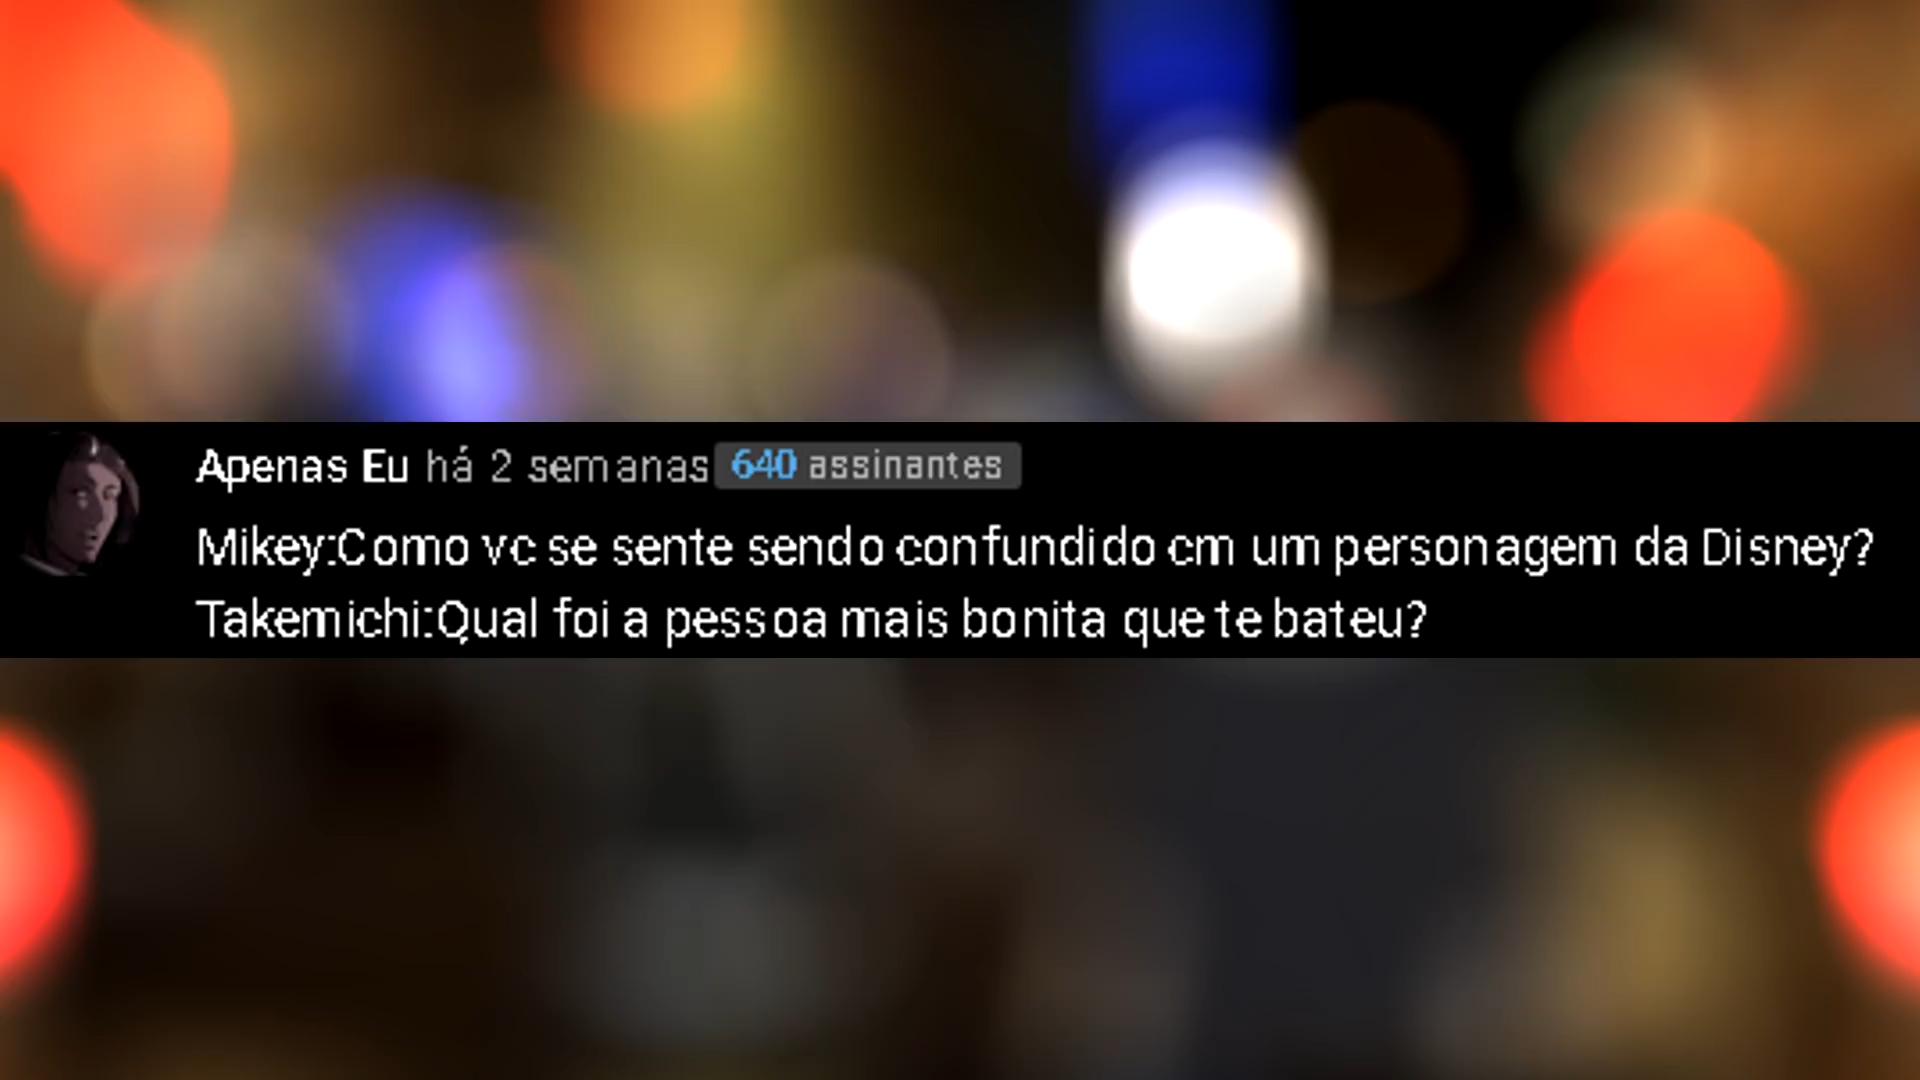 Apenas Eu há 2 semanas 640 assinantes
Mikey:Como vc se sente sendo confundido cm um personagem da Disney?
Takemichi:Qual foi a pessoa mais bonita que te bateu?